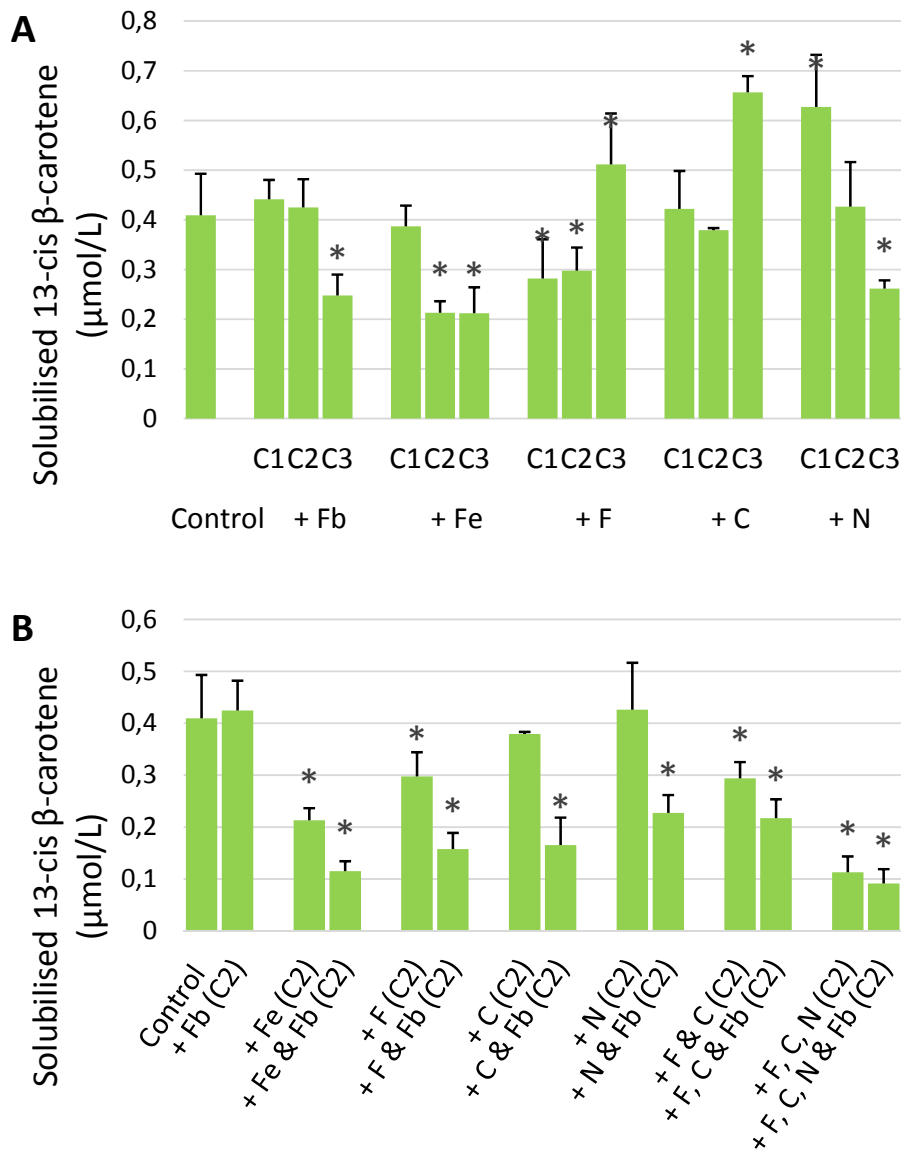 A
Solubilised 13-cis β-carotene
(µmol/L)
0,8
0,7
0,6
0,5
0,4
0,3
0,2
0,1
0
* * * * * * * * *
C1C2C3 C1C2C3 C1C2C3 C1C2C3 C1C2C3
Control + Fb + Fe + F + C + N
B
Solubilised 13-cis β-carotene
(µmol/L)
0,6
0,5
0,4
0,3
0,2
0,1
0
* * * * * * * * * *
Control
+ Fb (C2)
+ Fe (C2)
+ Fe & Fb (C2)
+ F (C2)
+ F & Fb (C2)
+ C (C2)
+ C & Fb (C2)
+ N (C2)
+ N & Fb (C2)
+ F & C (C2)
+ F, C & Fb (C2)
+ F, C, N (C2)
+ F, C, N & Fb (C2)